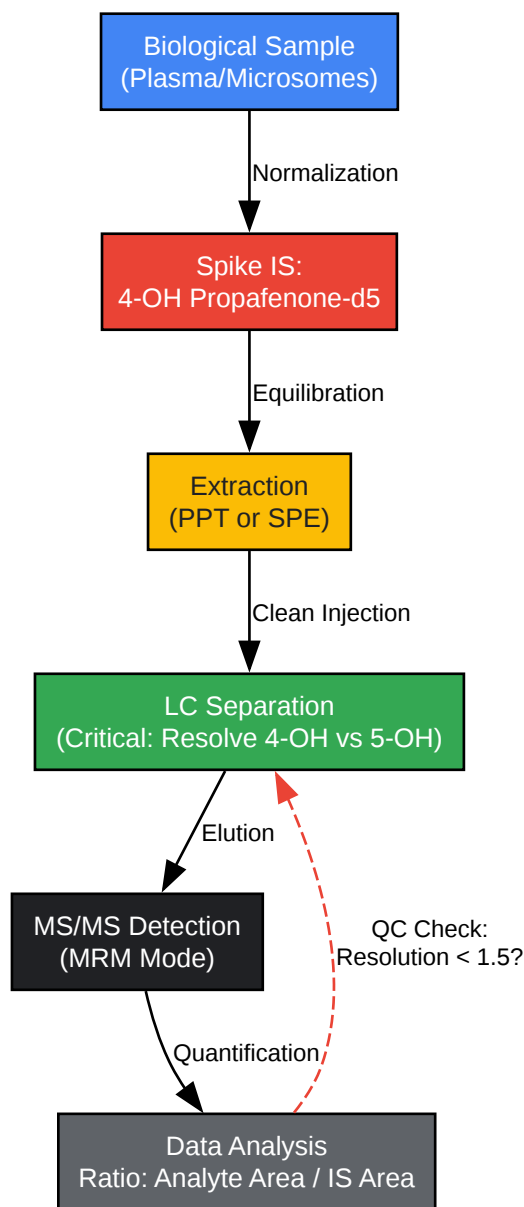 Biological Sample
(Plasma/Microsomes)
Normalization
Spike IS:
4-OH Propafenone-d5
Equilibration
Extraction
(PPT or SPE)
Clean Injection
LC Separation
(Critical: Resolve 4-OH vs 5-OH)
Elution
MS/MS Detection
(MRM Mode)
QC Check:
Resolution < 1.5?
Quantification
Data Analysis
Ratio: Analyte Area / IS Area